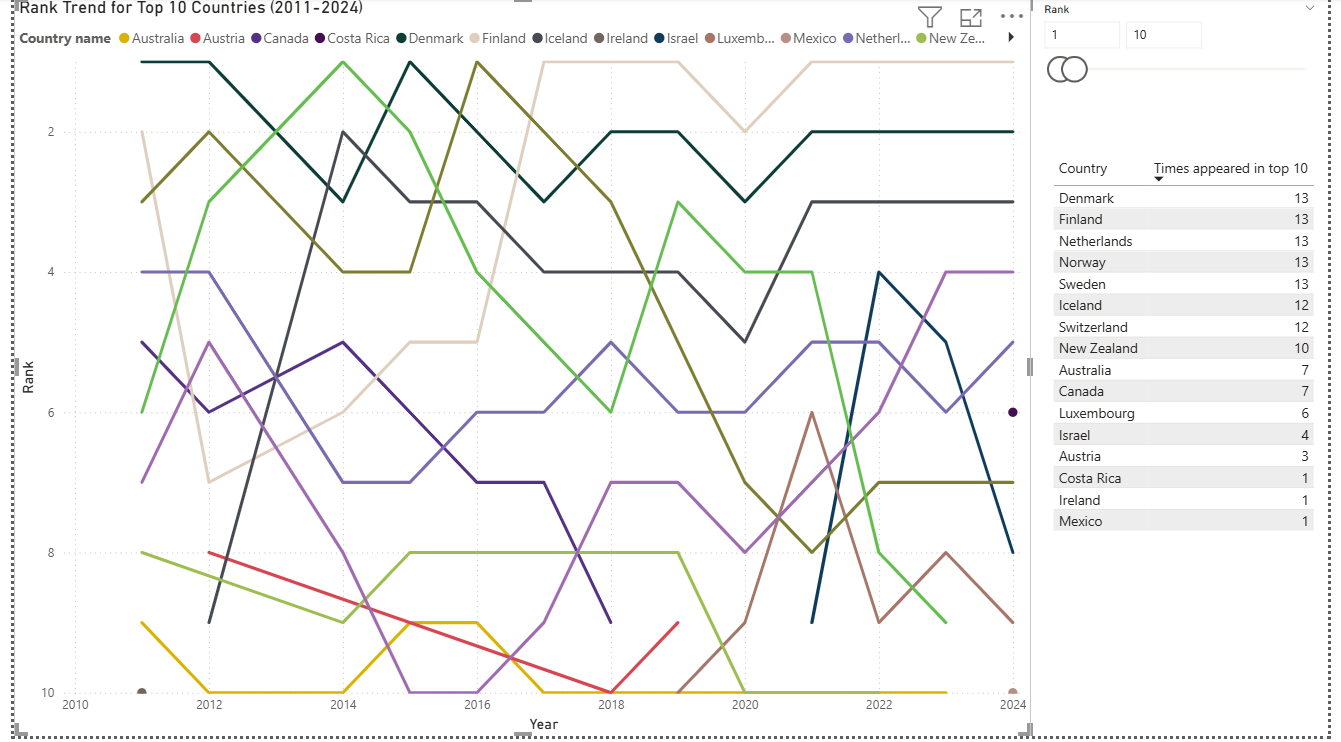 Rank Trend for Top 10 Countries (2011-2024)
Country name Australia Austria Canada Costa Rica Denmark Finland Iceland Ireland Israel Luxemb... Mexico Netherl... New Ze...
Rank
2
4
6
8
10
2010 2012 2014 2016 2018 2020 2022 2024
Year
Rank
1 10
Country Times appeared in top 10
Denmark 13
Finland 13
Netherlands 13
Norway 13
Sweden 13
Iceland 12
Switzerland 12
New Zealand 10
Australia 7
Canada 7
Luxembourg 6
Israel 4
Austria 3
Costa Rica 1
Ireland 1
Mexico 1